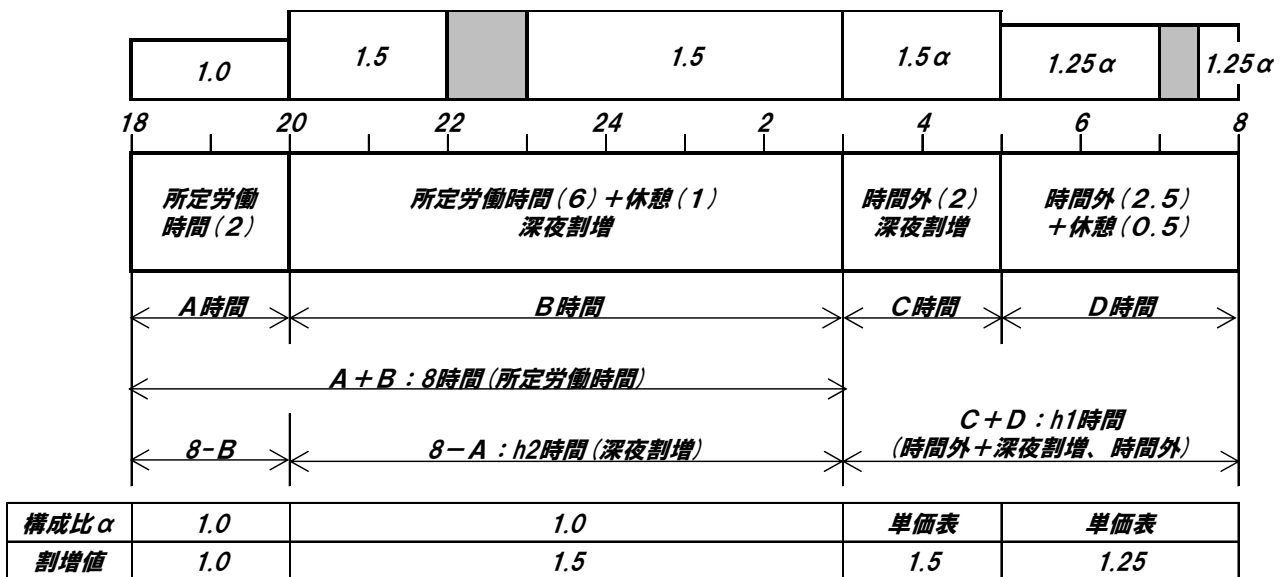 1.0
1.5
1.5
1.5α
1.25α
1.25α
18
20
22
24
2
4
6
8
所定労働
時間(2)
所定労働時間(6)+休憩(1)
深夜割増
時間外(2)
深夜割増
時間外(2.5)
+休憩(0.5)
A時間
B時間
C時間
D時間
A+B:8時間(所定労働時間)
C+D:h1時間
(時間外+深夜割増、時間外)
8-B
8-A:h2時間(深夜割増)
構成比α 1.0 1.0 単価表 単価表
割増値 1.0 1.5 1.5 1.25